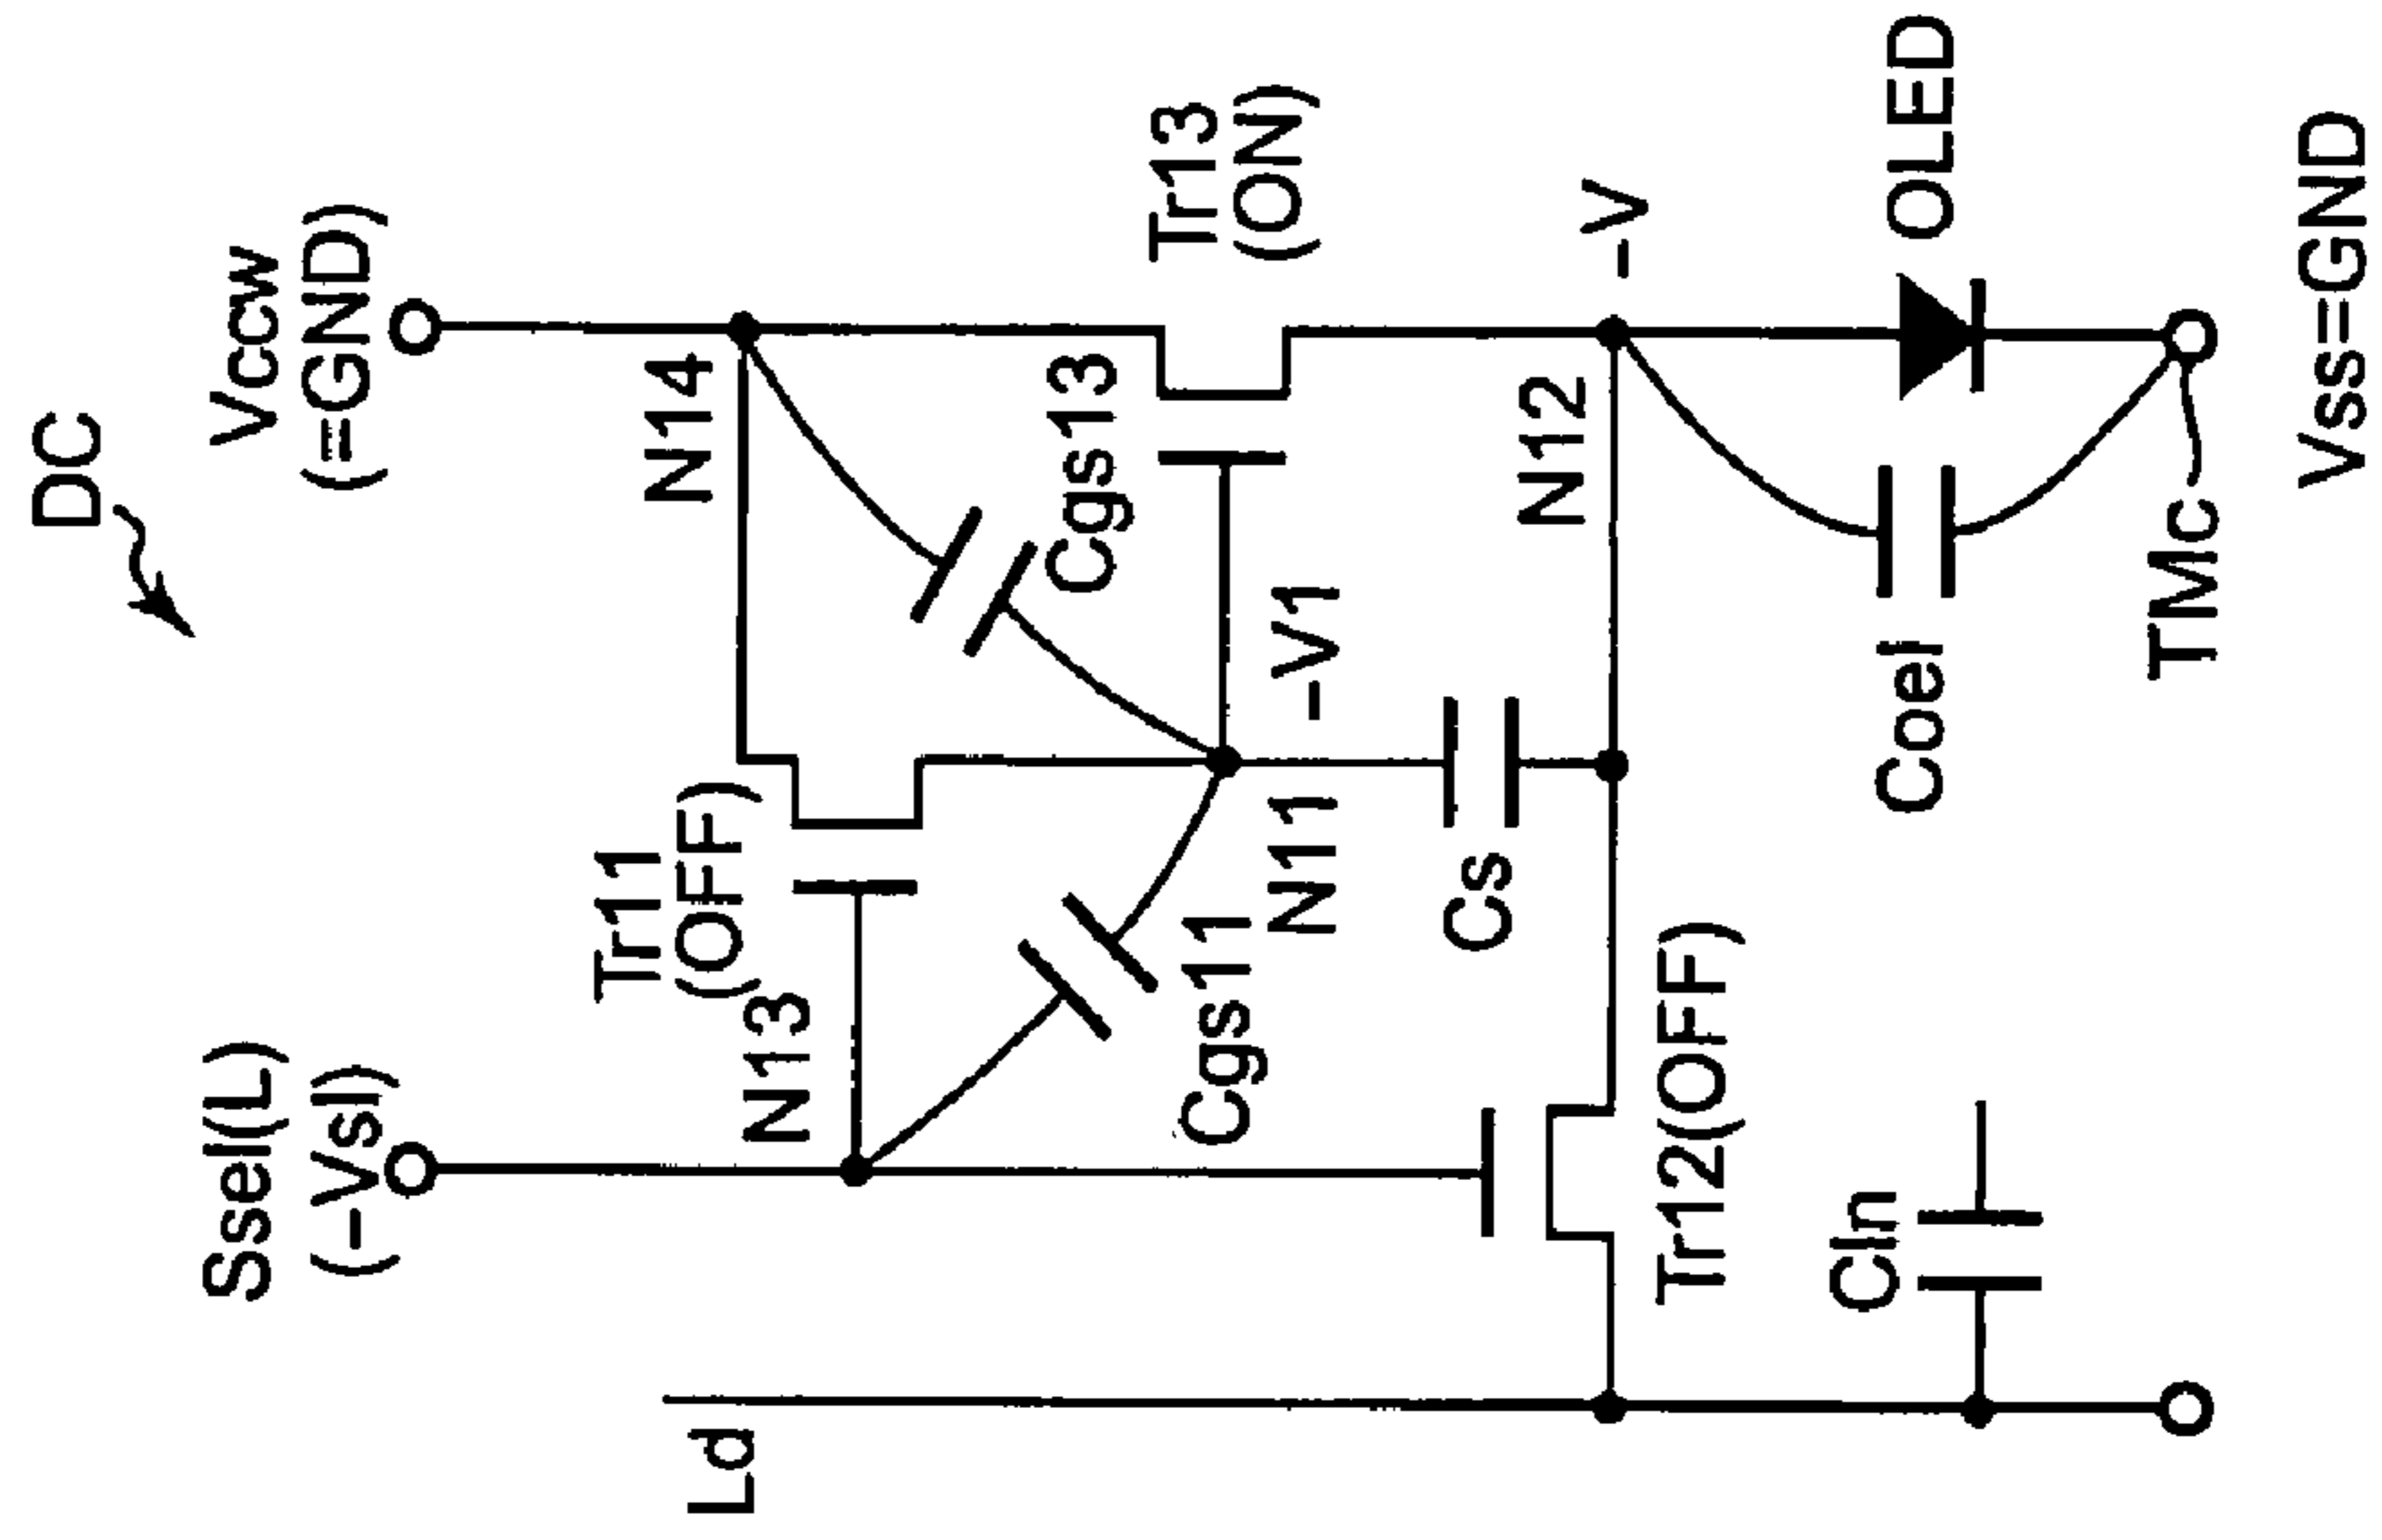 DC
Vccw
(=GND)
Ssel(L)
(-Vsl)
N14
Tr11
(OFF)
N13
Ld
Cgs13
Tr13
(ON)
-V1
N11
Cgs11
N12
-V
Cs
Tr12(OFF)
OLED
Coel
Cln
TMc
Vss=GND